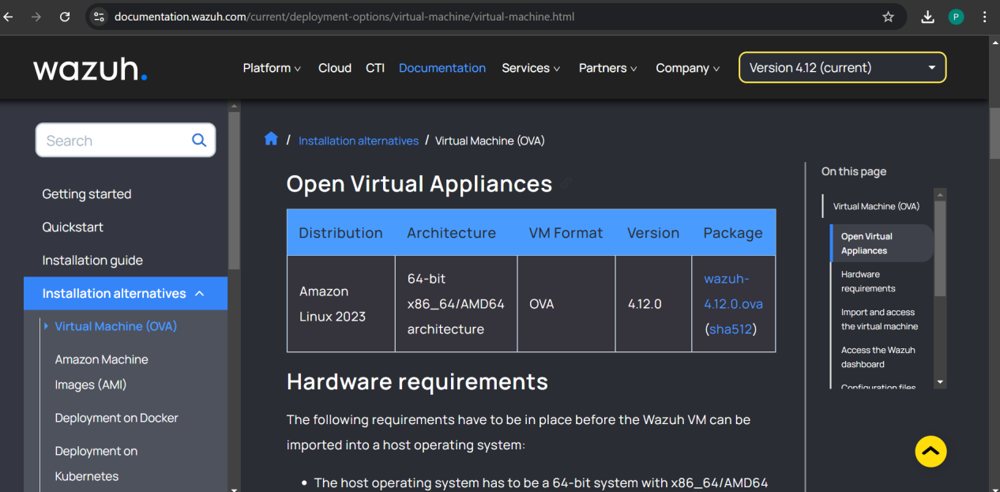 documentation.wazuh.com/current/deployment-options/virtual-machine/virtual-machine.html
P
wazuh.
Platform
Cloud
CTI
Documentation
Services
Partners
Company
Version 4.12 (current)
Search
Getting started
Quickstart
Installation guide
Installation alternatives
Virtual Machine (OVA)
Amazon Machine
Images (AMI)
Deployment on Docker
Deployment on
Kubernetes
/ Installation alternatives / Virtual Machine (OVA)
Open Virtual Appliances
Distribution Architecture VM Format Version Package
Amazon
Linux 2023
64-bit
x86_64/AMD64
architecture
OVA
4.12.0
wazuh-
4.12.0.ova
(sha512)
Hardware requirements
The following requirements have to be in place before the Wazuh VM can be
imported into a host operating system:
• The host operating system has to be a 64-bit system with x86_64/AMD64
On this page
Virtual Machine (OVA)
Open Virtual
Appliances
Hardware
requirements
Import and access
the virtual machine
Access the Wazuh
dashboard
Configuration files